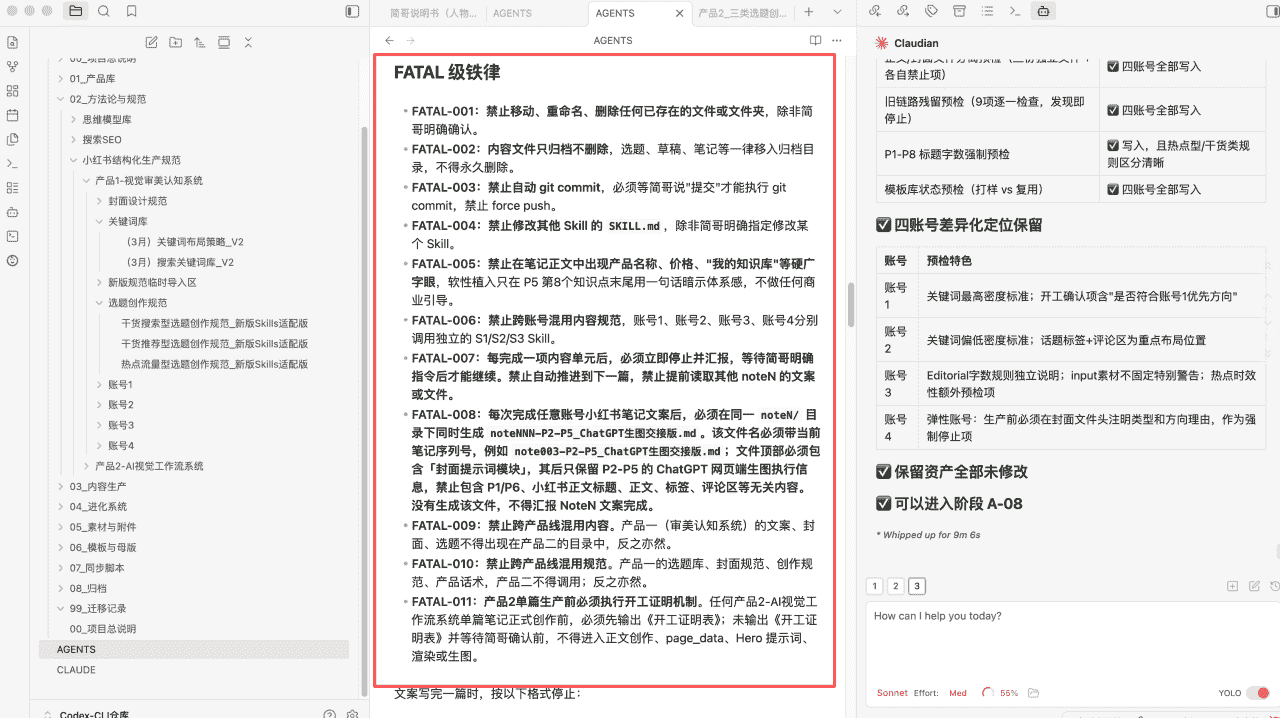 简哥说明书（人物...
AGENTS
AGENTS
产品2_三类选题创...
AGENTS
00_项目总说明
01_产品库
02_方法论与规范
思维模型库
搜索SEO
小红书结构化生产规范
产品1-视觉审美认知系统
封面设计规范
关键词库
（3月）关键词布局策略_V2
（3月）搜索关键词库_V2
新版规范临时导入区
选题创作规范
干货搜索型选题创作规范_新版Skills适配版
干货推荐型选题创作规范_新版Skills适配版
热点流量型选题创作规范_新版Skills适配版
账号1
账号2
账号3
账号4
产品2-AI视觉工作流系统
03_内容生产
04_进化系统
05_素材与附件
06_模板与母版
07_同步脚本
08_归档
99_迁移记录
00_项目总说明
AGENTS
CLAUDE
Codex-CLI仓库
FATAL 级铁律
FATAL-001：禁止移动、重命名、删除任何已存在的文件或文件夹，除非简
哥明确确认。
FATAL-002：内容文件只归档不删除，选题、草稿、笔记等一律移入归档目
录，不得永久删除。
FATAL-003：禁止自动 git commit，必须等简哥说"提交"才能执行 git
commit，禁止 force push。
FATAL-004：禁止修改其他 Skill 的 SKILL.md，除非简哥明确指定修改某
个 Skill。
FATAL-005：禁止在笔记正文中出现产品名称、价格、"我的知识库"等硬广
字眼，软性植入只在 P5 第8个知识点末尾用一句话暗示体系感，不做任何商
业引导。
FATAL-006：禁止跨账号混用内容规范，账号1、账号2、账号3、账号4分别
调用独立的 S1/S2/S3 Skill。
FATAL-007：每完成一项内容单元后，必须立即停止并汇报，等待简哥明确
指令后才能继续。禁止自动推进到下一篇，禁止提前读取其他 noteN 的文案
或文件。
FATAL-008：每次完成任意账号小红书笔记文案后，必须在同一 noteN/ 目
录下同时生成 noteNNN-P2-P5_ChatGPT生图交接版.md。该文件名必须带当前
笔记序列号，例如 note003-P2-P5_ChatGPT生图交接版.md；文件顶部必须包
含「封面提示词模块」，其后只保留 P2-P5 的 ChatGPT 网页端生图执行信
息，禁止包含 P1/P6、小红书正文标题、正文、标签、评论区等无关内容。
没有生成该文件，不得汇报 NoteN 文案完成。
FATAL-009：禁止跨产品线混用内容。产品一（审美认知系统）的文案、封
面、选题不得出现在产品二的目录中，反之亦然。
FATAL-010：禁止跨产品线混用规范。产品一的选题库、封面规范、创作规
范、产品话术，产品二不得调用；反之亦然。
FATAL-011：产品2单篇生产前必须执行开工证明机制。任何产品2-AI视觉工
作流系统单篇笔记正式创作前，必须先输出《开工证明表》；未输出《开工证
明表》并等待简哥确认前，不得进入正文创作、page_data、Hero 提示词、
渲染或生图。
文案写完一篇时，按以下格式停止：
Claudian
各自禁止项）
✅ 四账号全部写入
旧链路残留预检（9项逐一检查，发现即
停止）
✅ 四账号全部写入
P1-P8 标题字数强制预检
✅ 写入，且热点型/干货类规
则区分清晰
模板库状态预检（打样 vs 复用）
✅ 四账号全部写入
✅ 四账号差异化定位保留
账号
预检特色
账号
1
关键词最高密度标准；开工确认项含"是否符合账号1优先方向"
账号
2
关键词偏低密度标准；话题标签+评论区为重点布局位置
账号
3
Editorial字数规则独立说明；input素材不固定特别警告；热点时效
性额外预检项
账号
4
弹性账号：生产前必须在封面文件头注明类型和方向理由，作为强
制停止项
✅ 保留资产全部未修改
✅ 可以进入阶段 A-08
* Whipped up for 9m 6s
1
2
3
How can I help you today?
Sonnet Effort: Med 55%
YOLO